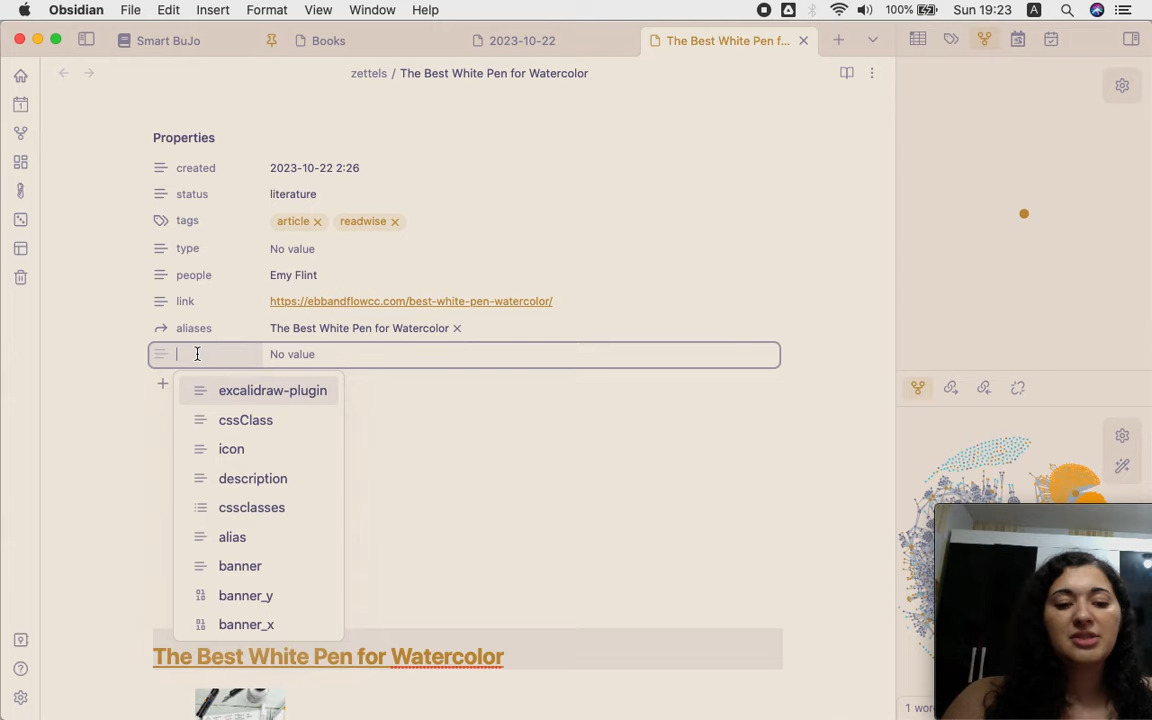 Obsidian File Edit Insert Format View Window Help 100% Sun 19:23 A
Smart BuJo Books 2023-10-22 The Best White Pen f...
zettels / The Best White Pen for Watercolor
Properties
created 2023-10-22 2:26
status literature
tags article readwise
type No value
people Emy Flint
link https://ebbandflowcc.com/best-white-pen-watercolor/
aliases The Best White Pen for Watercolor
No value
excalidraw-plugin
cssClass
icon
description
cssclasses
alias
banner
banner_y
banner_x
The Best White Pen for Watercolor
1 wor